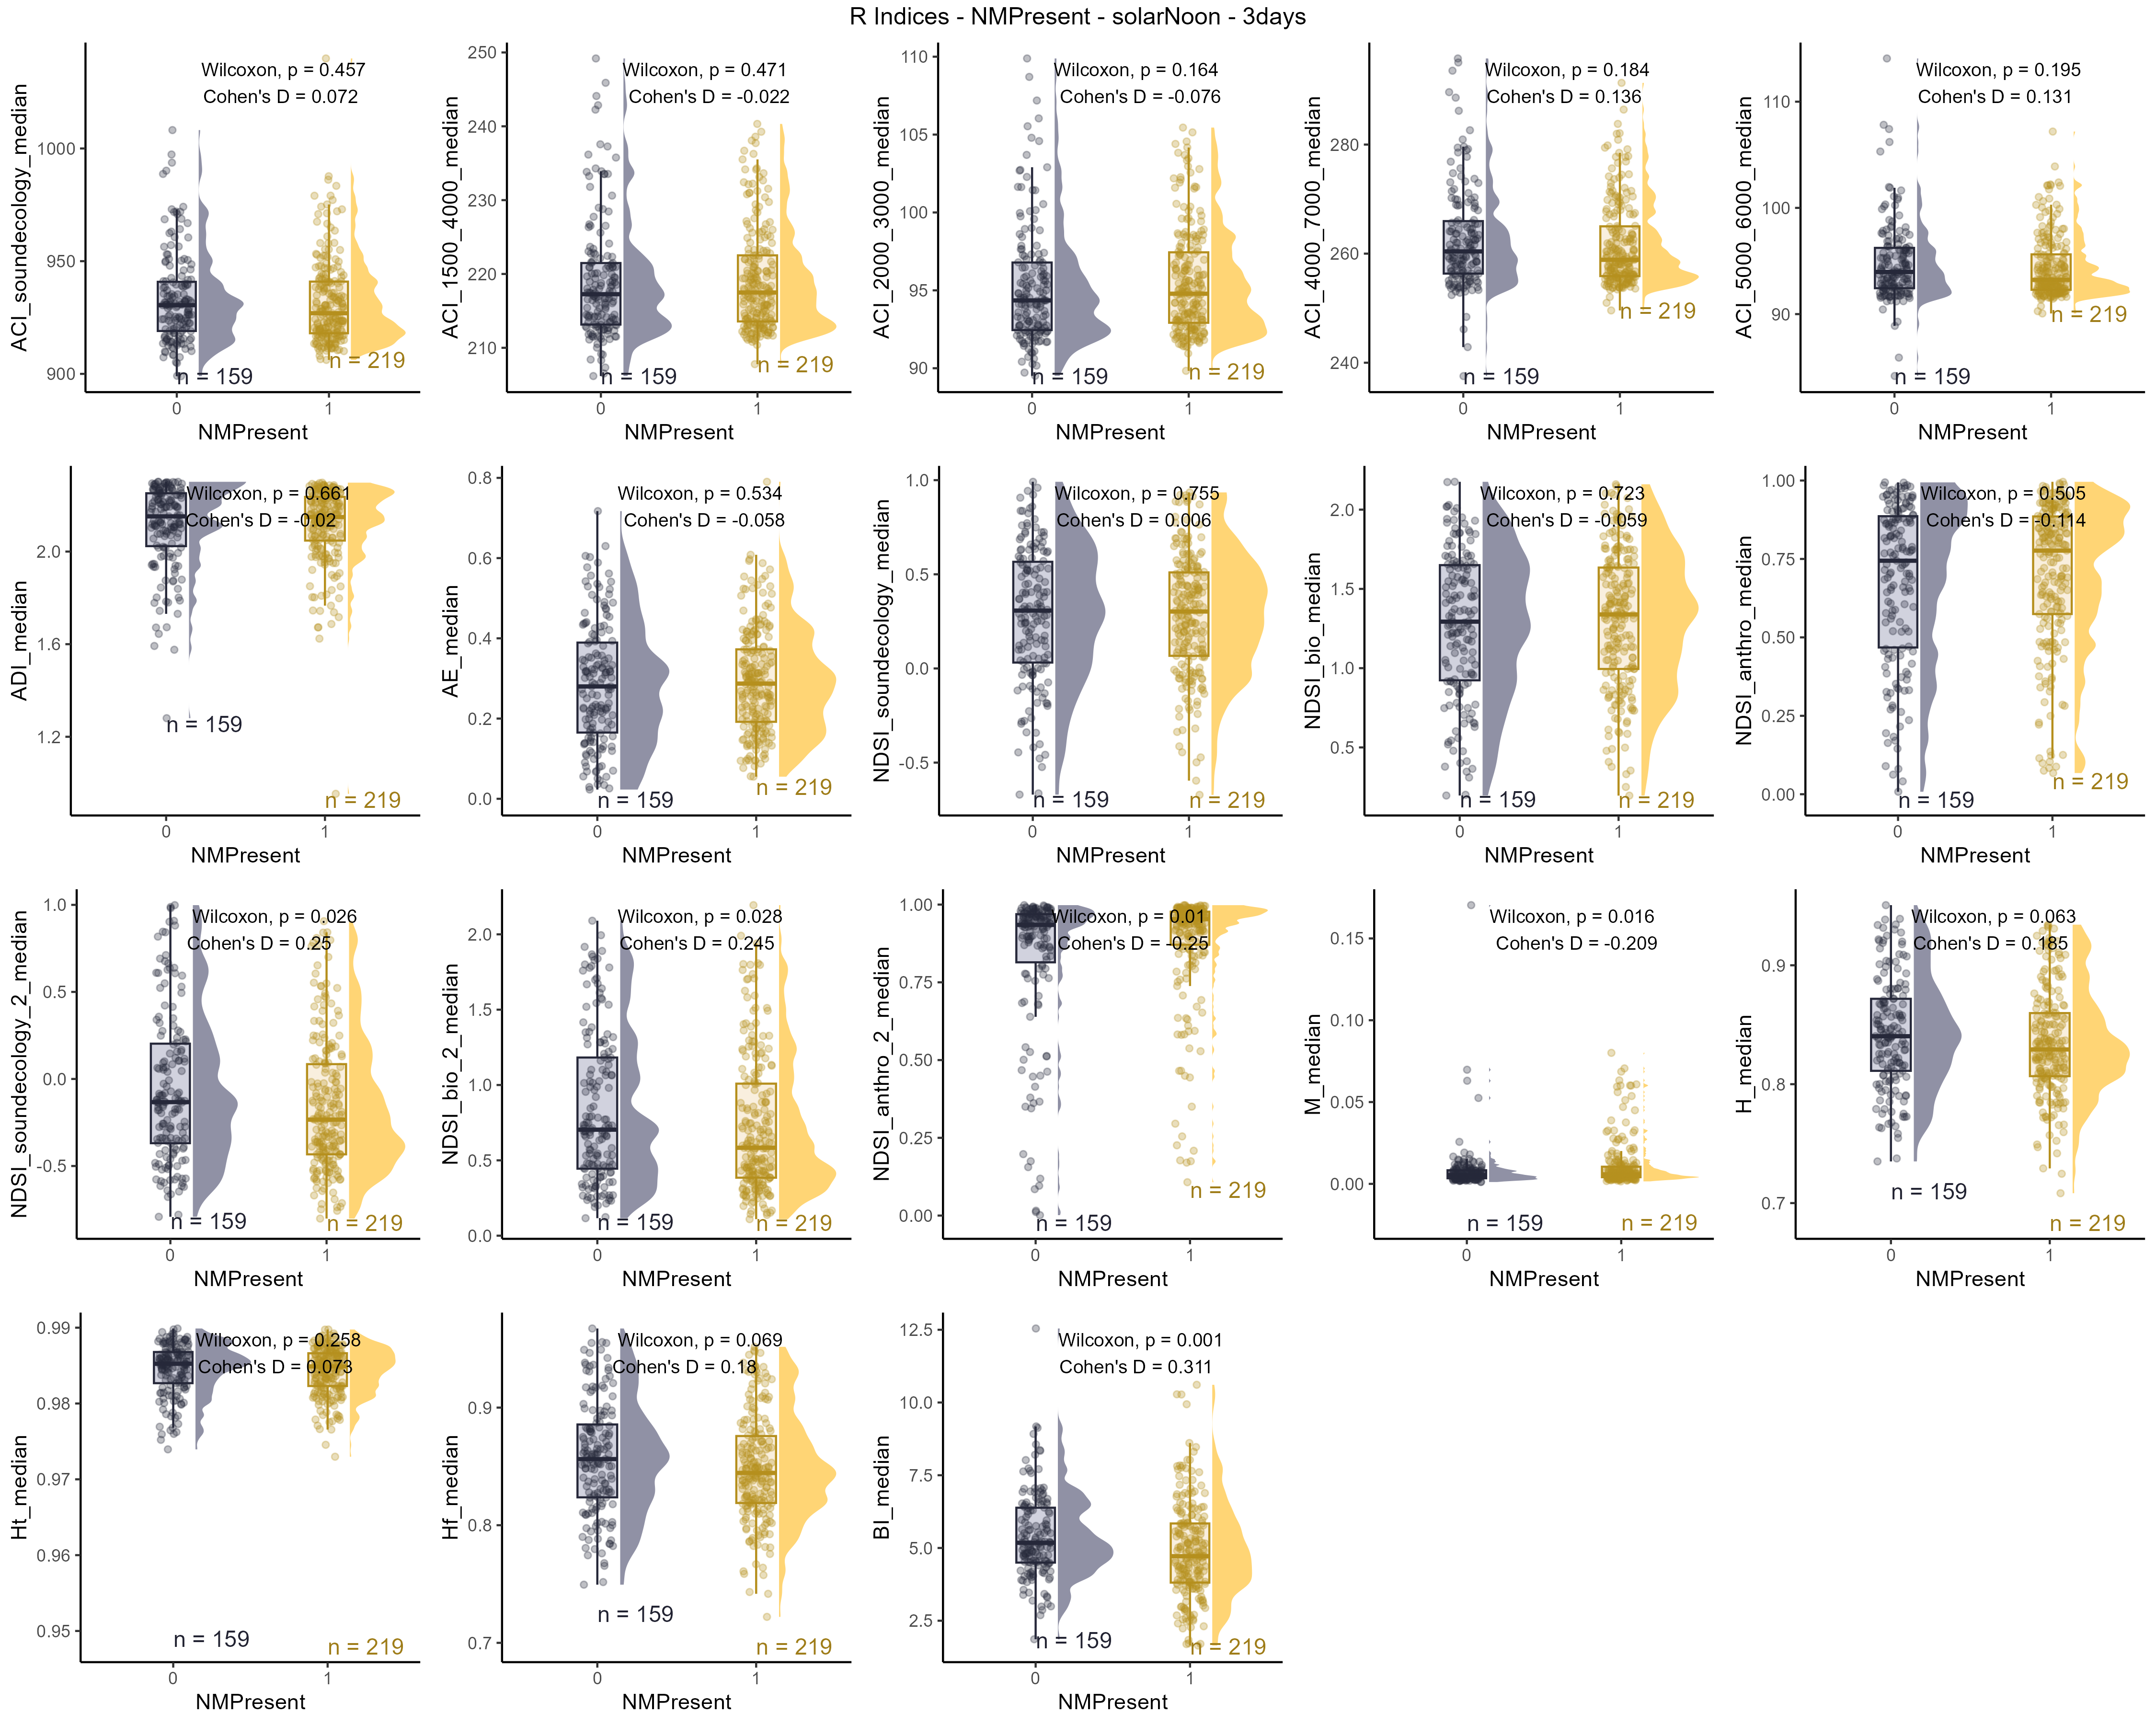 R Indices - NMPresent - solarNoon - 3days
ACI_soundecology_median
1000
950
900
Wilcoxon, p = 0.457
Cohen's D = 0.072
n = 159
n = 219
0
1
NMPresent
ACI_1500_4000_median
250
240
230
220
210
Wilcoxon, p = 0.471
Cohen's D = -0.022
n = 159
n = 219
0
1
NMPresent
ACI_2000_3000_median
110
105
100
95
90
Wilcoxon, p = 0.164
Cohen's D = -0.076
n = 159
n = 219
0
1
NMPresent
ACI_4000_7000_median
280
260
240
Wilcoxon, p = 0.184
Cohen's D = 0.136
n = 159
n = 219
0
1
NMPresent
ACI_5000_6000_median
110
100
90
Wilcoxon, p = 0.195
Cohen's D = 0.131
n = 159
n = 219
0
1
NMPresent
ADI_median
2.0
1.6
1.2
Wilcoxon, p = 0.661
Cohen's D = -0.02
n = 159
n = 219
0
1
NMPresent
AE_median
0.8
0.6
0.4
0.2
0.0
Wilcoxon, p = 0.534
Cohen's D = -0.058
n = 159
n = 219
0
1
NMPresent
NDSI_soundecology_median
1.0
0.5
0.0
-0.5
Wilcoxon, p = 0.755
Cohen's D = 0.006
n = 159
n = 219
0
1
NMPresent
NDSI_bio_median
2.0
1.5
1.0
0.5
Wilcoxon, p = 0.723
Cohen's D = -0.059
n = 159
n = 219
0
1
NMPresent
NDSI_anthro_median
1.00
0.75
0.50
0.25
0.00
Wilcoxon, p = 0.505
Cohen's D = -0.114
n = 159
n = 219
0
1
NMPresent
NDSI_soundecology_2_median
1.0
0.5
0.0
-0.5
Wilcoxon, p = 0.026
Cohen's D = 0.25
n = 159
n = 219
0
1
NMPresent
NDSI_bio_2_median
2.0
1.5
1.0
0.5
0.0
Wilcoxon, p = 0.028
Cohen's D = 0.245
n = 159
n = 219
0
1
NMPresent
NDSI_anthro_2_median
1.00
0.75
0.50
0.25
0.00
Wilcoxon, p = 0.01
Cohen's D = -0.25
n = 159
n = 219
0
1
NMPresent
M_median
0.15
0.10
0.05
0.00
Wilcoxon, p = 0.016
Cohen's D = -0.209
n = 159
n = 219
0
1
NMPresent
H_median
0.9
0.8
0.7
Wilcoxon, p = 0.063
Cohen's D = 0.185
n = 159
n = 219
0
1
NMPresent
Ht_median
0.99
0.98
0.97
0.96
0.95
Wilcoxon, p = 0.258
Cohen's D = 0.073
n = 159
n = 219
0
1
NMPresent
Hf_median
0.9
0.8
0.7
Wilcoxon, p = 0.069
Cohen's D = 0.18
n = 159
n = 219
0
1
NMPresent
BI_median
12.5
10.0
7.5
5.0
2.5
Wilcoxon, p = 0.001
Cohen's D = 0.311
n = 159
n = 219
0
1
NMPresent